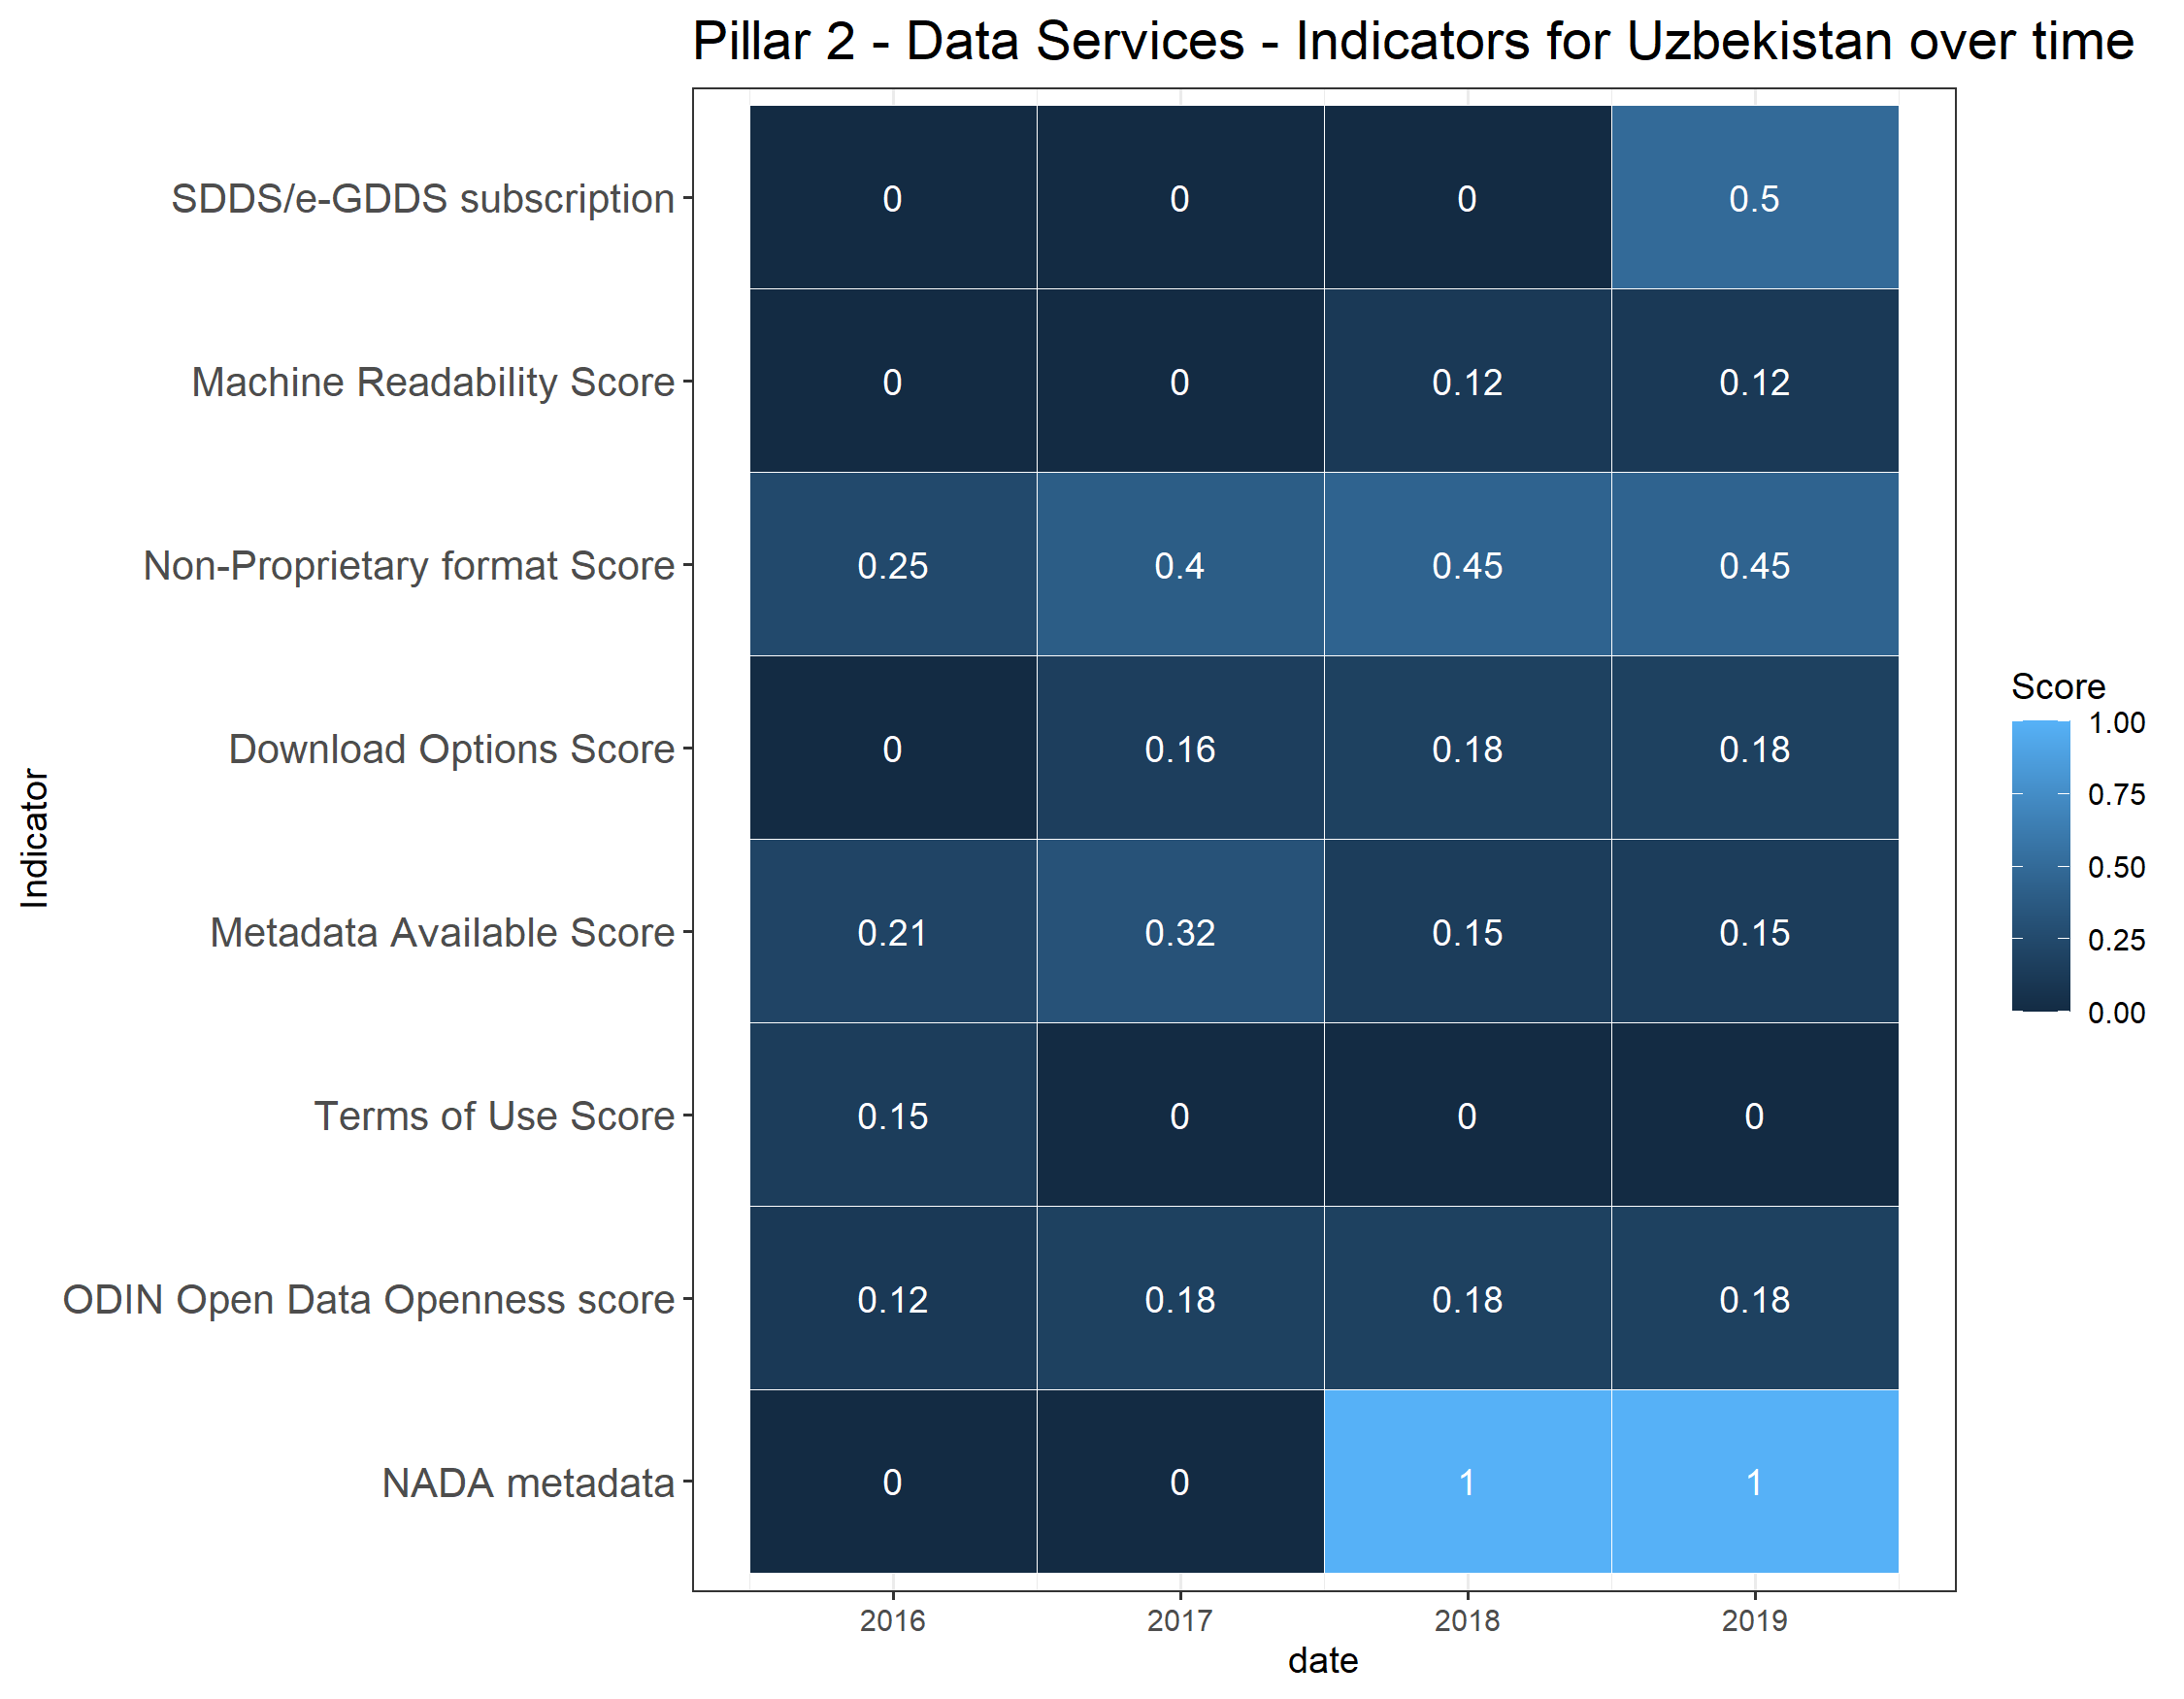 Pillar 2 - Data Services - Indicators for Uzbekistan over time
SDDS/e-GDDS subscription 0 0 0 0.5
Machine Readability Score 0 0 0.12 0.12
Non-Proprietary format Score 0.25 0.4 0.45 0.45
Download Options Score 0 0.16 0.18 0.18
Metadata Available Score 0.21 0.32 0.15 0.15
Terms of Use Score 0.15 0 0 0
ODIN Open Data Openness score 0.12 0.18 0.18 0.18
NADA metadata 0 0 1 1
2016 2017 2018 2019
date
Indicator
Score
1.00
0.75
0.50
0.25
0.00